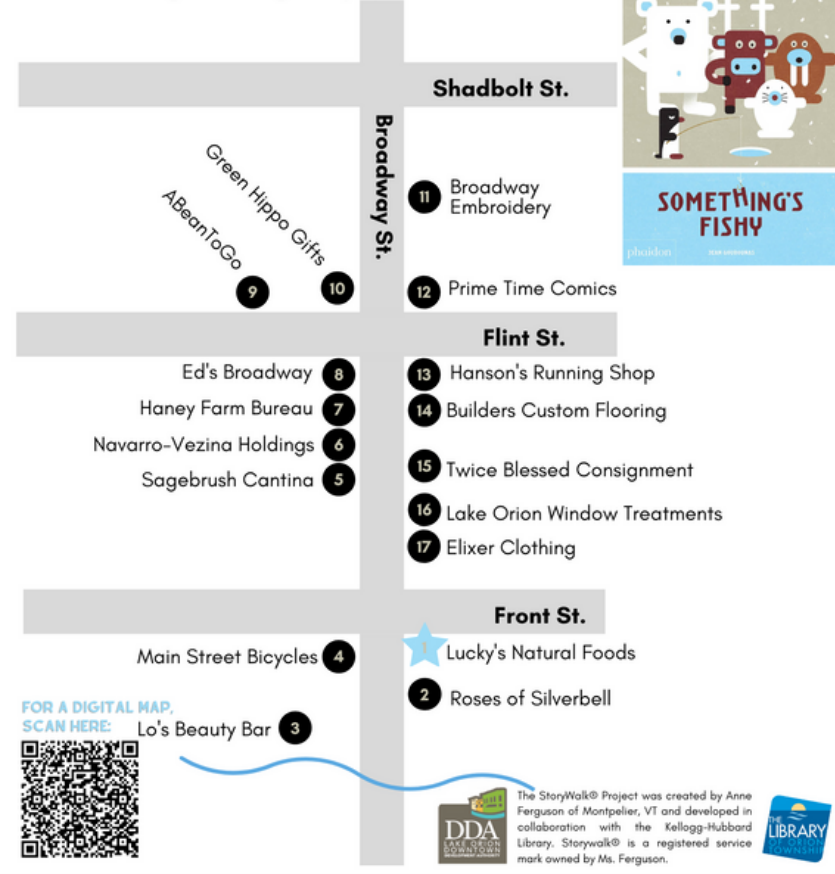 Shadbolt St.
Broadway St.
Green Hippo Gifts
ABeanToGo
11 Broadway
Embroidery
SOMETHING'S
FISHY
phaidon
9
10
12 Prime Time Comics
Flint St.
Ed's Broadway 8
13 Hanson's Running Shop
Haney Farm Bureau 7
14 Builders Custom Flooring
Navarro-Vezina Holdings 6
15 Twice Blessed Consignment
Sagebrush Cantina 5
16 Lake Orion Window Treatments
17 Elixer Clothing
Front St.
Main Street Bicycles 4
1 Lucky's Natural Foods
2 Roses of Silverbell
FOR A DIGITAL MAP,
SCAN HERE:
Lo's Beauty Bar 3
DDA
LAKE ORION
DOWNTOWN
DEVELOPMENT AUTHORITY
The StoryWalk® Project was created by Anne
Ferguson of Montpelier, VT and developed in
collaboration with the Kellogg-Hubbard
Library. Storywalk® is a registered service
mark owned by Ms. Ferguson.
THE
LIBRARY
OF ORION
TOWNSHIP